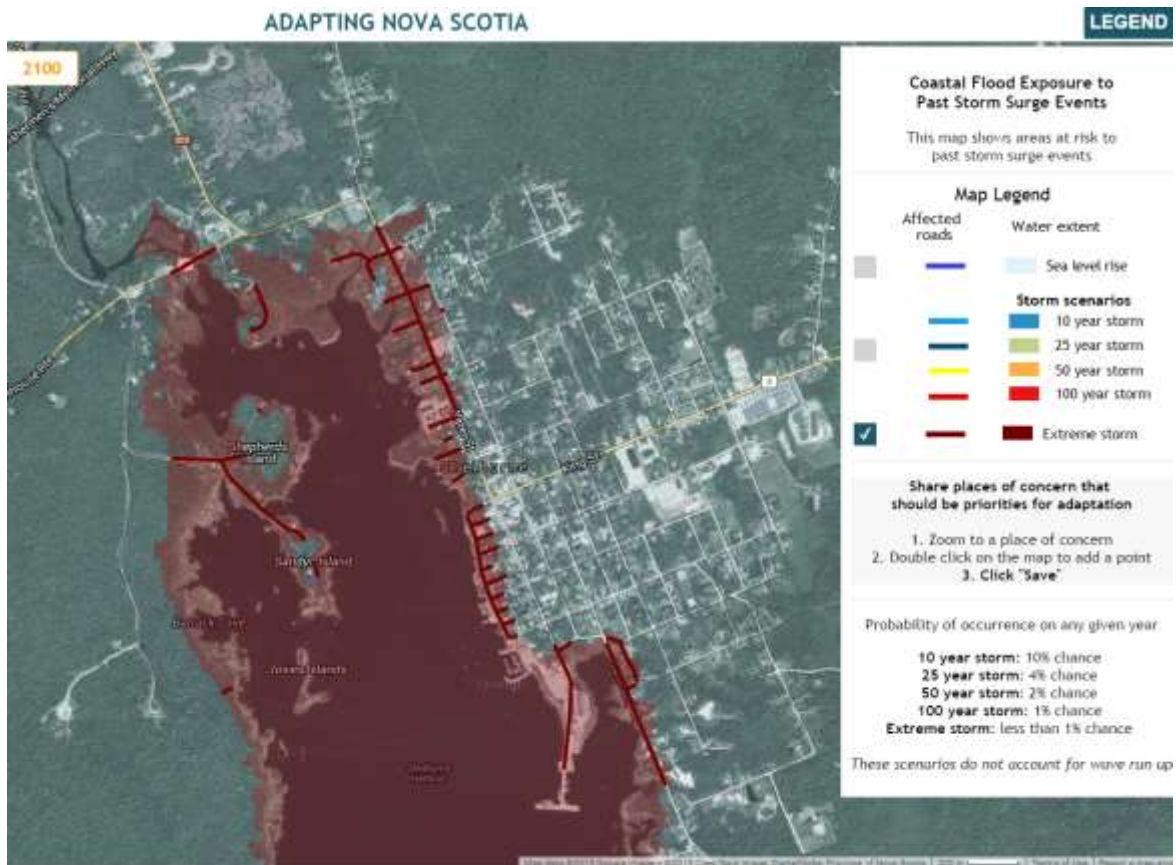 ADAPTING NOVA SCOTIA
LEGEND
2100
Coastal Flood Exposure to
Past Storm Surge Events
This map shows areas at risk to
past storm surge events
Map Legend
Affected
roads
Water extent
Sea level rise
Storm scenarios
10 year storm
25 year storm
50 year storm
100 year storm
Extreme storm
Share places of concern that
should be priorities for adaptation
1. Zoom to a place of concern
2. Double click on the map to add a point
3. Click "Save"
Probability of occurrence on any given year
10 year storm: 10% chance
25 year storm: 4% chance
50 year storm: 2% chance
100 year storm: 1% chance
Extreme storm: less than 1% chance
These scenarios do not account for wave run up
Shepherds
Island
Island
Islands